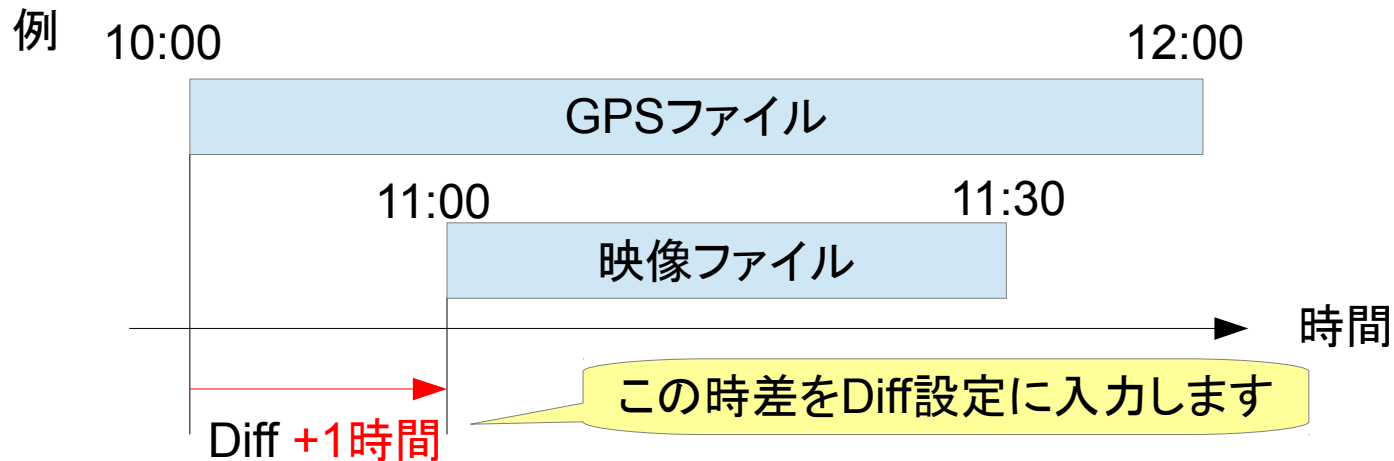 例
10:00
12:00
GPSファイル
11:00
11:30
映像ファイル
時間
この時差をDiff設定に入力します
Diff +1時間